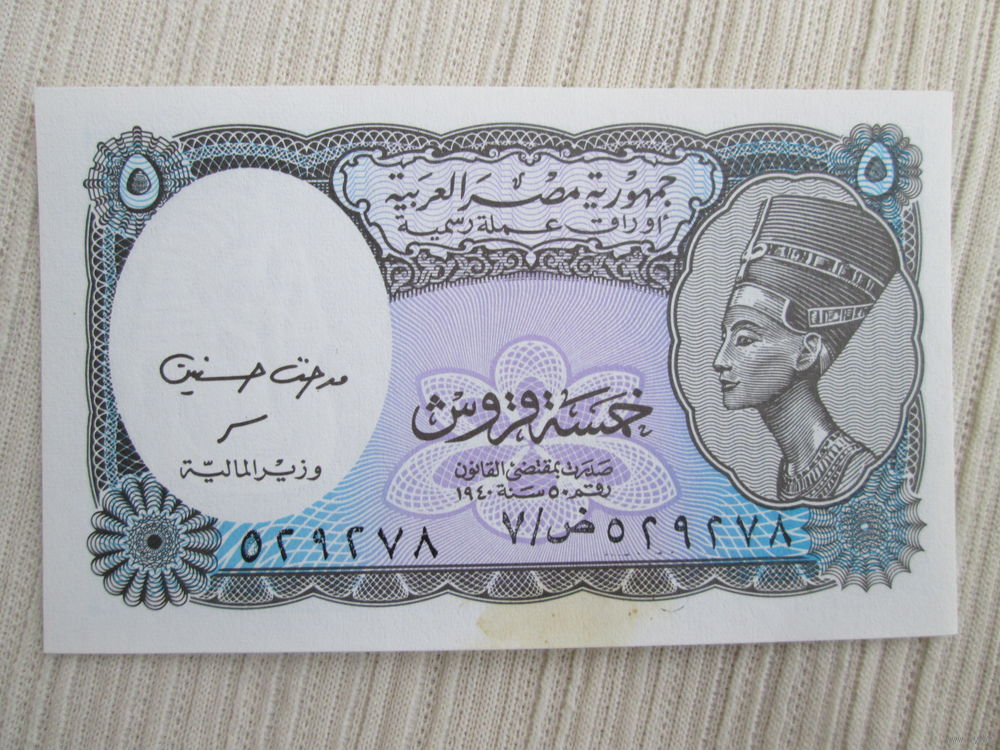 ٥ ٥
جمهورية مصر العربية
أوراق عملة رسمية
مدحت حسنين
خمسة قروش
وزير المالية
صدرت بمقتضى القانون
رقم ٥٠ سنة ١٩٤٠
٥٢٩٢٧٨ ض/٧ ٥٢٩٢٧٨